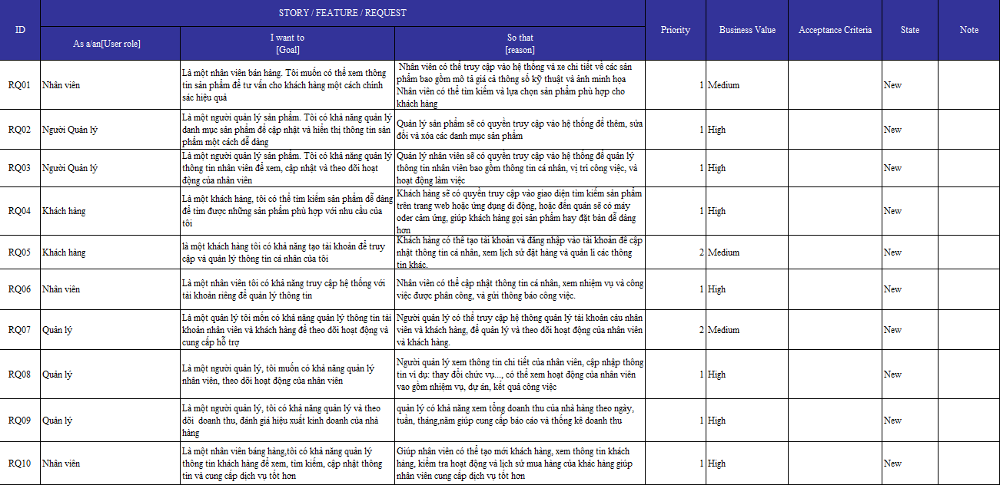 ID
STORY / FEATURE / REQUEST
Priority
Business Value
Acceptance Criteria
State
Note
As a/an[User role]
I want to
[Goal]
So that
[reason]
RQ01
Nhân viên
Là một nhân viên bán hàng. Tôi muốn có thể xem thông
tin sản phẩm để tư vấn cho khách hàng một cách chinh
sác hiệu quả
Nhân viên có thể truy cập vào hệ thống và xe chi tiết về các sản
phẩm bao gồm mô tả giá cả thông số kỹ thuật và ảnh minh họa
Nhân viên có thể tìm kiếm và lựa chọn sản phẩm phù hợp cho
khách hàng
1
Medium
New
RQ02
Người Quản lý
Là một người quản lý sản phẩm. Tôi có khả năng quản lý
danh mục sản phẩm để cập nhật và hiển thị thông tin sản
phẩm một cách dễ dàng
Quản lý sản phẩm sẽ có quyền truy cập vào hệ thống để thêm, sửa
đổi và xóa các danh mục sản phẩm
1
High
New
RQ03
Người Quản lý
Là một người quản lý sản phẩm. Tôi có khả năng quản lý
thông tin nhân viên để xem, cập nhật và theo dõi hoạt
động của nhân viên
Quản lý nhân viên sẽ có quyền truy cập vào hệ thống để quản lý
thông tin nhân viên bao gồm thông tin cá nhân, vị trí công việc, và
hoạt động làm việc
1
High
New
RQ04
Khách hàng
Là một khách hàng, tôi có thể tìm kiếm sản phẩm dễ dàng
để tìm được những sản phẩm phù hợp với nhu cầu của
tôi
Khách hàng sẽ có quyền truy cập vào giao diện tìm kiếm sản phẩm
trên trang web hoặc ứng dụng di động, hoặc đến quán sẽ có máy
oder cảm ứng, giúp khách hàng gọi sản phẩm hay đặt bàn dễ dàng
hơn
1
High
New
RQ05
Khách hàng
là một khách hàng tôi có khả năng tạo tài khoản để truy
cập và quản lý thông tin cá nhân của tôi
Khách hàng có thể tạo tài khoản và đăng nhập vào tài khoản để cập
nhật thông tin cá nhân, xem lịch sử đặt hàng và quản lí các thông
tin khác.
2
Medium
New
RQ06
Nhân viên
Là một nhân viên tôi có khả năng truy cập hệ thống với
tài khoản riêng để quản lý thông tin
Nhân viên có thể cập nhật thông tin cá nhân, xem nhiệm vụ và công
việc được phân công, và gửi thông báo công việc.
1
High
New
RQ07
Quản lý
Là một quản lý tôi mốn có khả năng quản lý thông tin tài
khoản nhân viên và khách hàng để theo dõi hoạt động và
cung cấp hỗ trợ
Người quản lý có thể truy cập hệ thông quản lý tài khoản câu nhân
viên và khách hàng, để quản lý và theo dõi hoạt động của nhân viên
và khách hàng.
2
Medium
New
RQ08
Quản lý
Là một người quản lý, tôi muốn có khả năng quản lý
nhân viên, theo dõi hoạt động của nhân viên
Người quản lý xem thông tin chi tiết của nhân viên, cập nhập thông
tin ví dụ: thay đổi chức vụ..., có thể xem hoạt động của nhân viên
vao gồm nhiệm vụ, dự án, kết quả công việc
1
High
New
RQ09
Quản lý
Là một người quản lý, tôi có khả năng quản lý và theo
dõi doanh thu, đánh giá hiệu xuất kinh doanh của nhà
hàng
quản lý có khả năng xem tổng doanh thu của nhà hàng theo ngày,
tuần, tháng,năm giúp cung cấp báo cáo và thống kê doanh thu
1
High
New
RQ10
Nhân viên
Là một nhân viên báng hàng,tôi có khả năng quản lý
thông tin khách hàng để xem, tìm kiếm, cập nhật thông
tin và cung cấp dịch vụ tốt hơn
Giúp nhân viên có thể tạo mới khách hàng, xem thông tin khách
hàng, kiểm tra hoạt động và lịch sử mua hàng của khác hàng giúp
nhân viên cung cấp dịch vụ tốt hơn
1
High
New